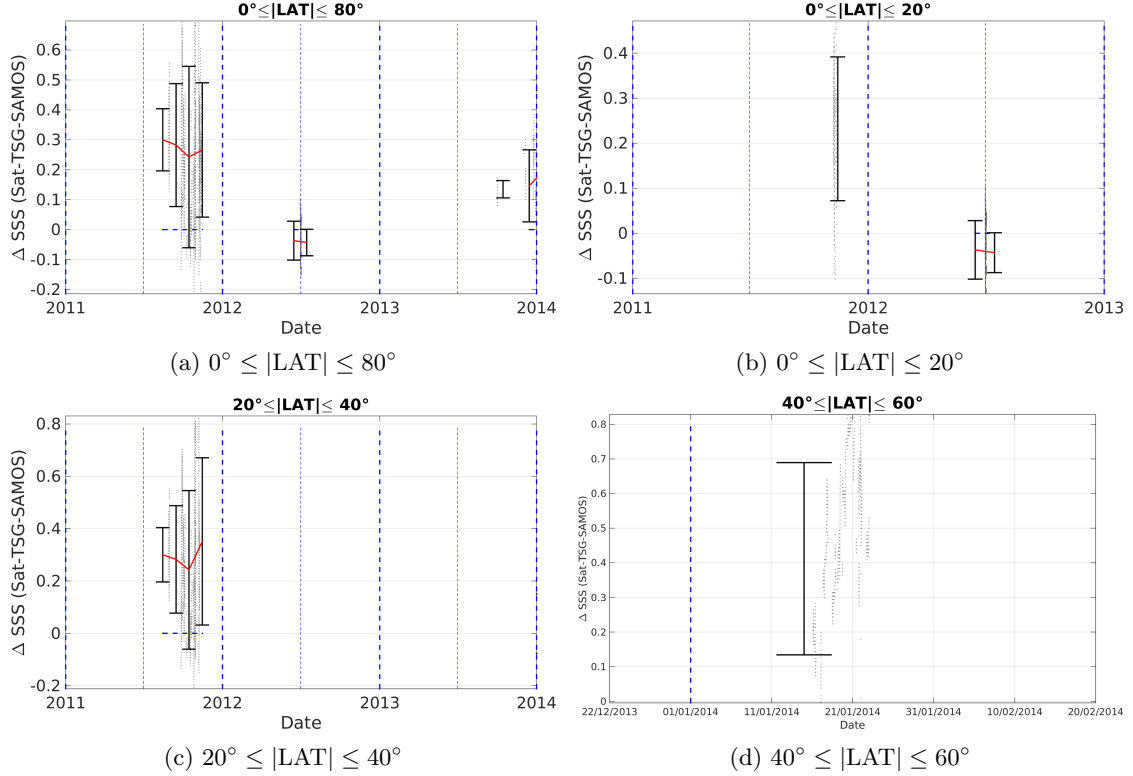 0°≤|LAT|≤ 80°
0.6
0.5
0.4
0.3
0.2
0.1
0
-0.1
-0.2
Δ SSS (Sat-TSG-SAMOS)
2011 2012 2013 2014
Date
(a) 0° ≤ |LAT| ≤ 80°
0°≤|LAT|≤ 20°
0.4
0.3
0.2
0.1
0
-0.1
Δ SSS (Sat-TSG-SAMOS)
2011 2012 2013
Date
(b) 0° ≤ |LAT| ≤ 20°
20°≤|LAT|≤ 40°
0.8
0.6
0.4
0.2
0
-0.2
Δ SSS (Sat-TSG-SAMOS)
2011 2012 2013 2014
Date
(c) 20° ≤ |LAT| ≤ 40°
40°≤|LAT|≤ 60°
0.8
0.7
0.6
0.5
0.4
0.3
0.2
0.1
0
Δ SSS (Sat-TSG-SAMOS)
22/12/2013 01/01/2014 11/01/2014 21/01/2014 31/01/2014 10/02/2014 20/02/2014
Date
(d) 40° ≤ |LAT| ≤ 60°